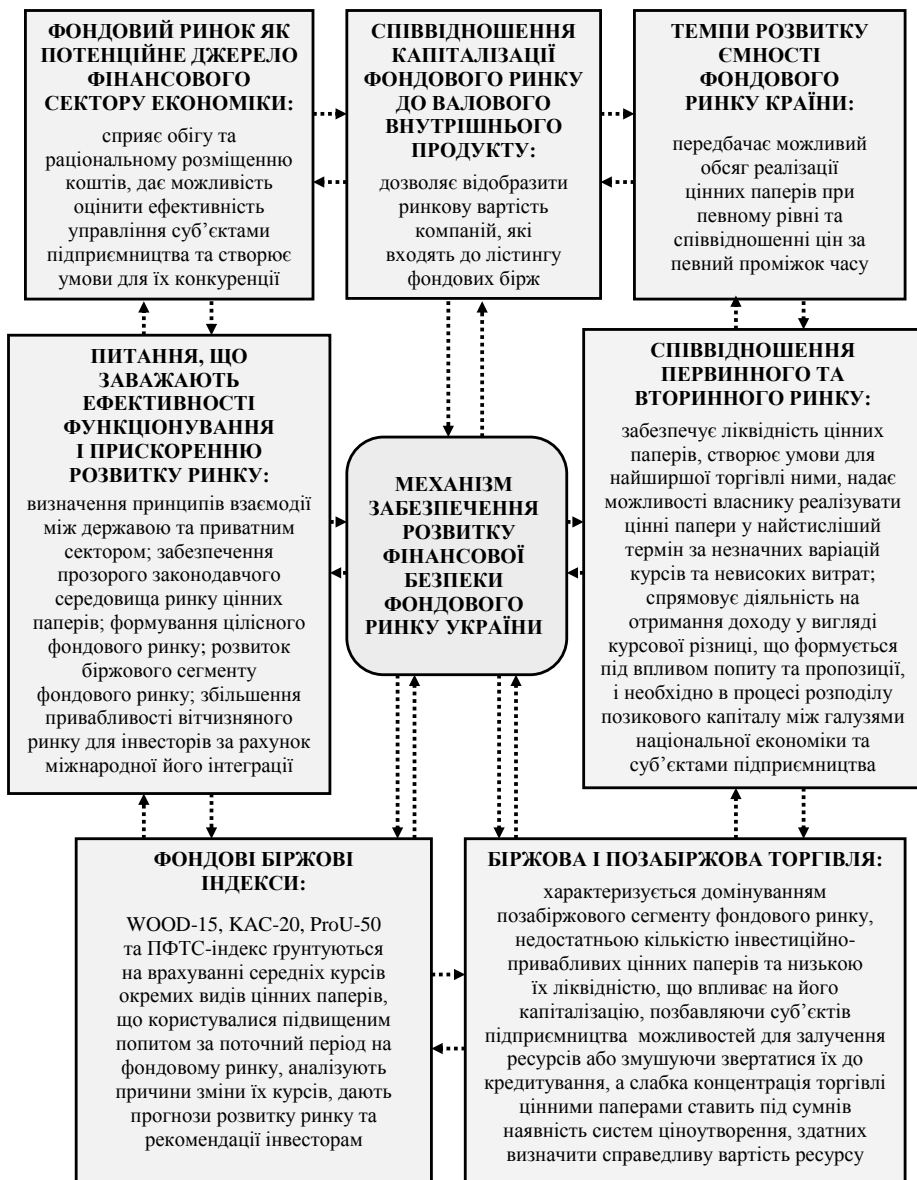 ФОНДОВИЙ РИНОК ЯК
ПОТЕНЦІЙНЕ ДЖЕРЕЛО
ФІНАНСОВОГО
СЕКТОРУ ЕКОНОМІКИ:
сприяє обігу та
раціональному розміщенню
коштів, дає можливість
оцінити ефективність
управління суб’єктами
підприємництва та створює
умови для їх конкуренції
СПІВВІДНОШЕННЯ
КАПІТАЛІЗАЦІЇ
ФОНДОВОГО РИНКУ
ДО ВАЛОВОГО
ВНУТРІШНЬОГО
ПРОДУКТУ:
дозволяє відобразити
ринкову вартість
компаній, які
входять до лістингу
фондових бірж
ТЕМПИ РОЗВИТКУ
ЄМНОСТІ
ФОНДОВОГО
РИНКУ КРАЇНИ:
передбачає можливий
обсяг реалізації
цінних паперів при
певному рівні та
співвідношенні цін за
певний проміжок часу
ПИТАННЯ, ЩО
ЗАВАЖАЮТЬ
ЕФЕКТИВНОСТІ
ФУНКЦІОНУВАННЯ
І ПРИСКОРЕННЮ
РОЗВИТКУ РИНКУ:
визначення принципів взаємодії
між державою та приватним
сектором; забезпечення
прозорого законодавчого
середовища ринку цінних
паперів; формування цілісного
фондового ринку; розвиток
біржового сегменту
фондового ринку; збільшення
привабливості вітчизняного
ринку для інвесторів за рахунок
міжнародної його інтеграції
МЕХАНІЗМ
ЗАБЕЗПЕЧЕННЯ
РОЗВИТКУ
ФІНАНСОВОЇ
БЕЗПЕКИ
ФОНДОВОГО
РИНКУ УКРАЇНИ
СПІВВІДНОШЕННЯ
ПЕРВИННОГО ТА
ВТОРИННОГО РИНКУ:
забезпечує ліквідність цінних
паперів, створює умови для
найширшої торгівлі ними, надає
можливості власнику реалізувати
цінні папери у найстисліший
термін за незначних варіацій
курсів та невисоких витрат;
спрямовує діяльність на
отримання доходу у вигляді
курсової різниці, що формується
під впливом попиту та пропозиції,
і необхідно в процесі розподілу
позикового капіталу між галузями
національної економіки та
суб’єктами підприємництва
ФОНДОВІ БІРЖОВІ
ІНДЕКСИ:
WOOD-15, КАС-20, ProU-50
та ПФТС-індекс ґрунтуються
на врахуванні середніх курсів
окремих видів цінних паперів,
що користувалися підвищеним
попитом за поточний період на
фондовому ринку, аналізують
причини зміни їх курсів, дають
прогнози розвитку ринку та
рекомендації інвесторам
БІРЖОВА І ПОЗАБІРЖОВА ТОРГІВЛЯ:
характеризується домінуванням
позабіржового сегменту фондового ринку,
недостатньою кількістю інвестиційно-
привабливих цінних паперів та низькою
їх ліквідністю, що впливає на його
капіталізацію, позбавляючи суб’єктів
підприємництва можливостей для залучення
ресурсів або змушуючи звертатися їх до
кредитування, а слабка концентрація торгівлі
цінними паперами ставить під сумнів
наявність систем ціноутворення, здатних
визначити справедливу вартість ресурсу